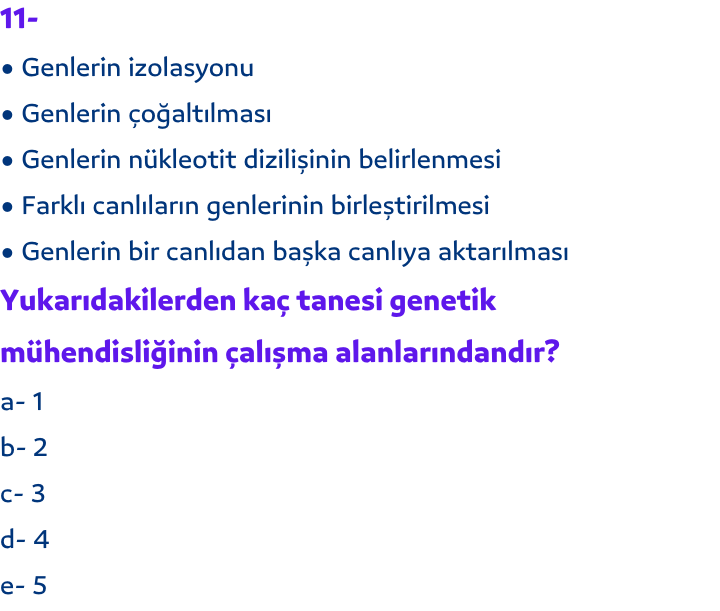 11-
● Genlerin izolasyonu
● Genlerin çoğaltılması
● Genlerin nükleotit dizilişinin belirlenmesi
● Farklı canlıların genlerinin birleştirilmesi
● Genlerin bir canlıdan başka canlıya aktarılması
Yukarıdakilerden kaç tanesi genetik
mühendisliğinin çalışma alanlarındandır?
a- 1
b- 2
c- 3
d- 4
e- 5